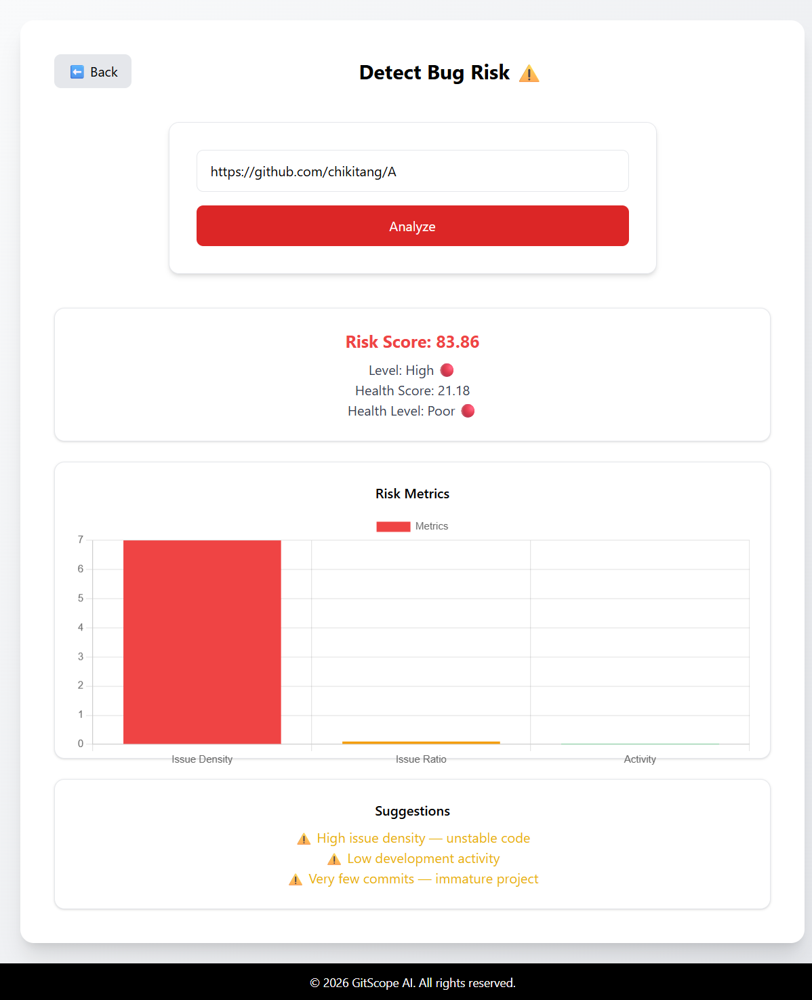 Back
Detect Bug Risk
https://github.com/chikitang/A
Analyze
Risk Score: 83.86
Level: High
Health Score: 21.18
Health Level: Poor
Risk Metrics
Metrics
7
6
5
4
3
2
1
0
Issue Density
Issue Ratio
Activity
Suggestions
High issue density — unstable code
Low development activity
Very few commits — immature project
© 2026 GitScope AI. All rights reserved.